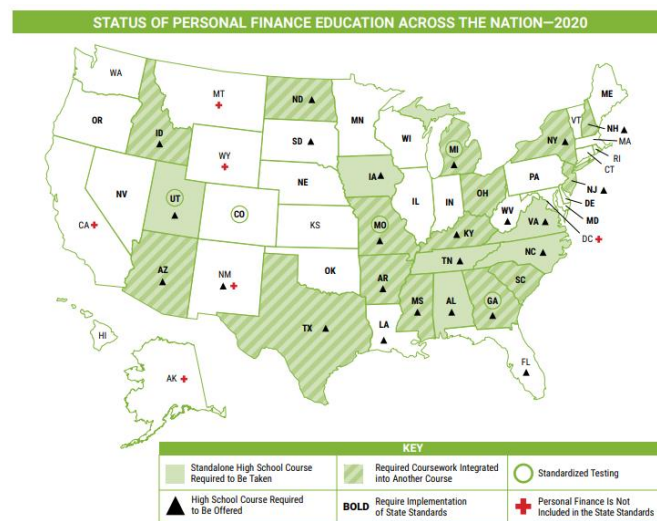 STATUS OF PERSONAL FINANCE EDUCATION ACROSS THE NATION—2020
WA
MT
ND
MN
ME
OR
ID
SD
WI
MI
NY
VT
NH
MA
RI
CT
WY
IA
NE
PA
NJ
NV
UT
CO
IL
IN
OH
DE
MD
WV
VA
DC
CA
KS
MO
KY
NC
TN
AZ
NM
OK
AR
SC
MS
AL
GA
TX
LA
FL
HI
AK
KEY
Standalone High School Course
Required to Be Taken
Required Coursework Integrated
into Another Course
Standardized Testing
High School Course Required
to Be Offered
BOLD Require Implementation
of State Standards
Personal Finance Is Not
Included in the State Standards